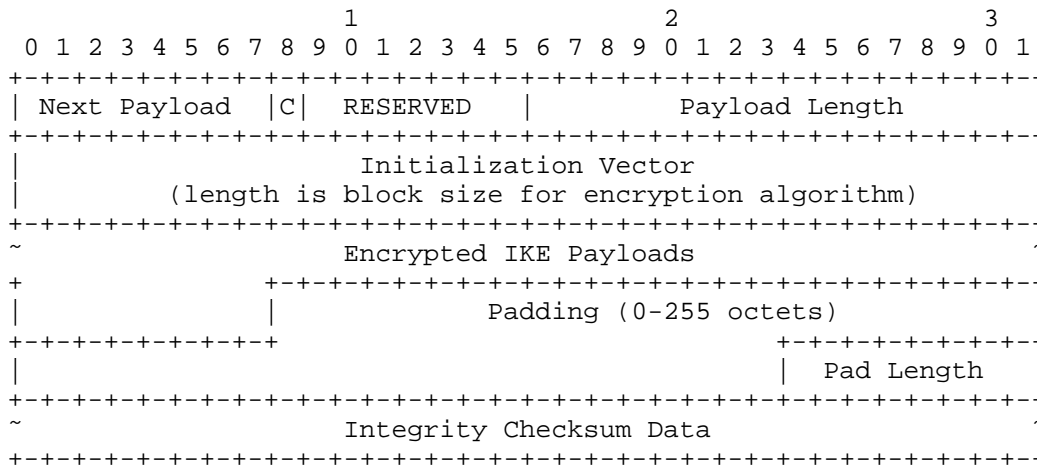 1                   2                   3
 0 1 2 3 4 5 6 7 8 9 0 1 2 3 4 5 6 7 8 9 0 1 2 3 4 5 6 7 8 9 0 1
+-+-+-+-+-+-+-+-+-+-+-+-+-+-+-+-+-+-+-+-+-+-+-+-+-+-+-+-+-+-+-+-
| Next Payload  |C|  RESERVED   |         Payload Length
+-+-+-+-+-+-+-+-+-+-+-+-+-+-+-+-+-+-+-+-+-+-+-+-+-+-+-+-+-+-+-+-
|                     Initialization Vector
|         (length is block size for encryption algorithm)
+-+-+-+-+-+-+-+-+-+-+-+-+-+-+-+-+-+-+-+-+-+-+-+-+-+-+-+-+-+-+-+-
~                    Encrypted IKE Payloads                     ~
+               +-+-+-+-+-+-+-+-+-+-+-+-+-+-+-+-+-+-+-+-+-+-+-+-
|               |             Padding (0-255 octets)
+-+-+-+-+-+-+-+-+                               +-+-+-+-+-+-+-+-
|                                               |  Pad Length
+-+-+-+-+-+-+-+-+-+-+-+-+-+-+-+-+-+-+-+-+-+-+-+-+-+-+-+-+-+-+-+-
~                    Integrity Checksum Data                    ~
+-+-+-+-+-+-+-+-+-+-+-+-+-+-+-+-+-+-+-+-+-+-+-+-+-+-+-+-+-+-+-+-